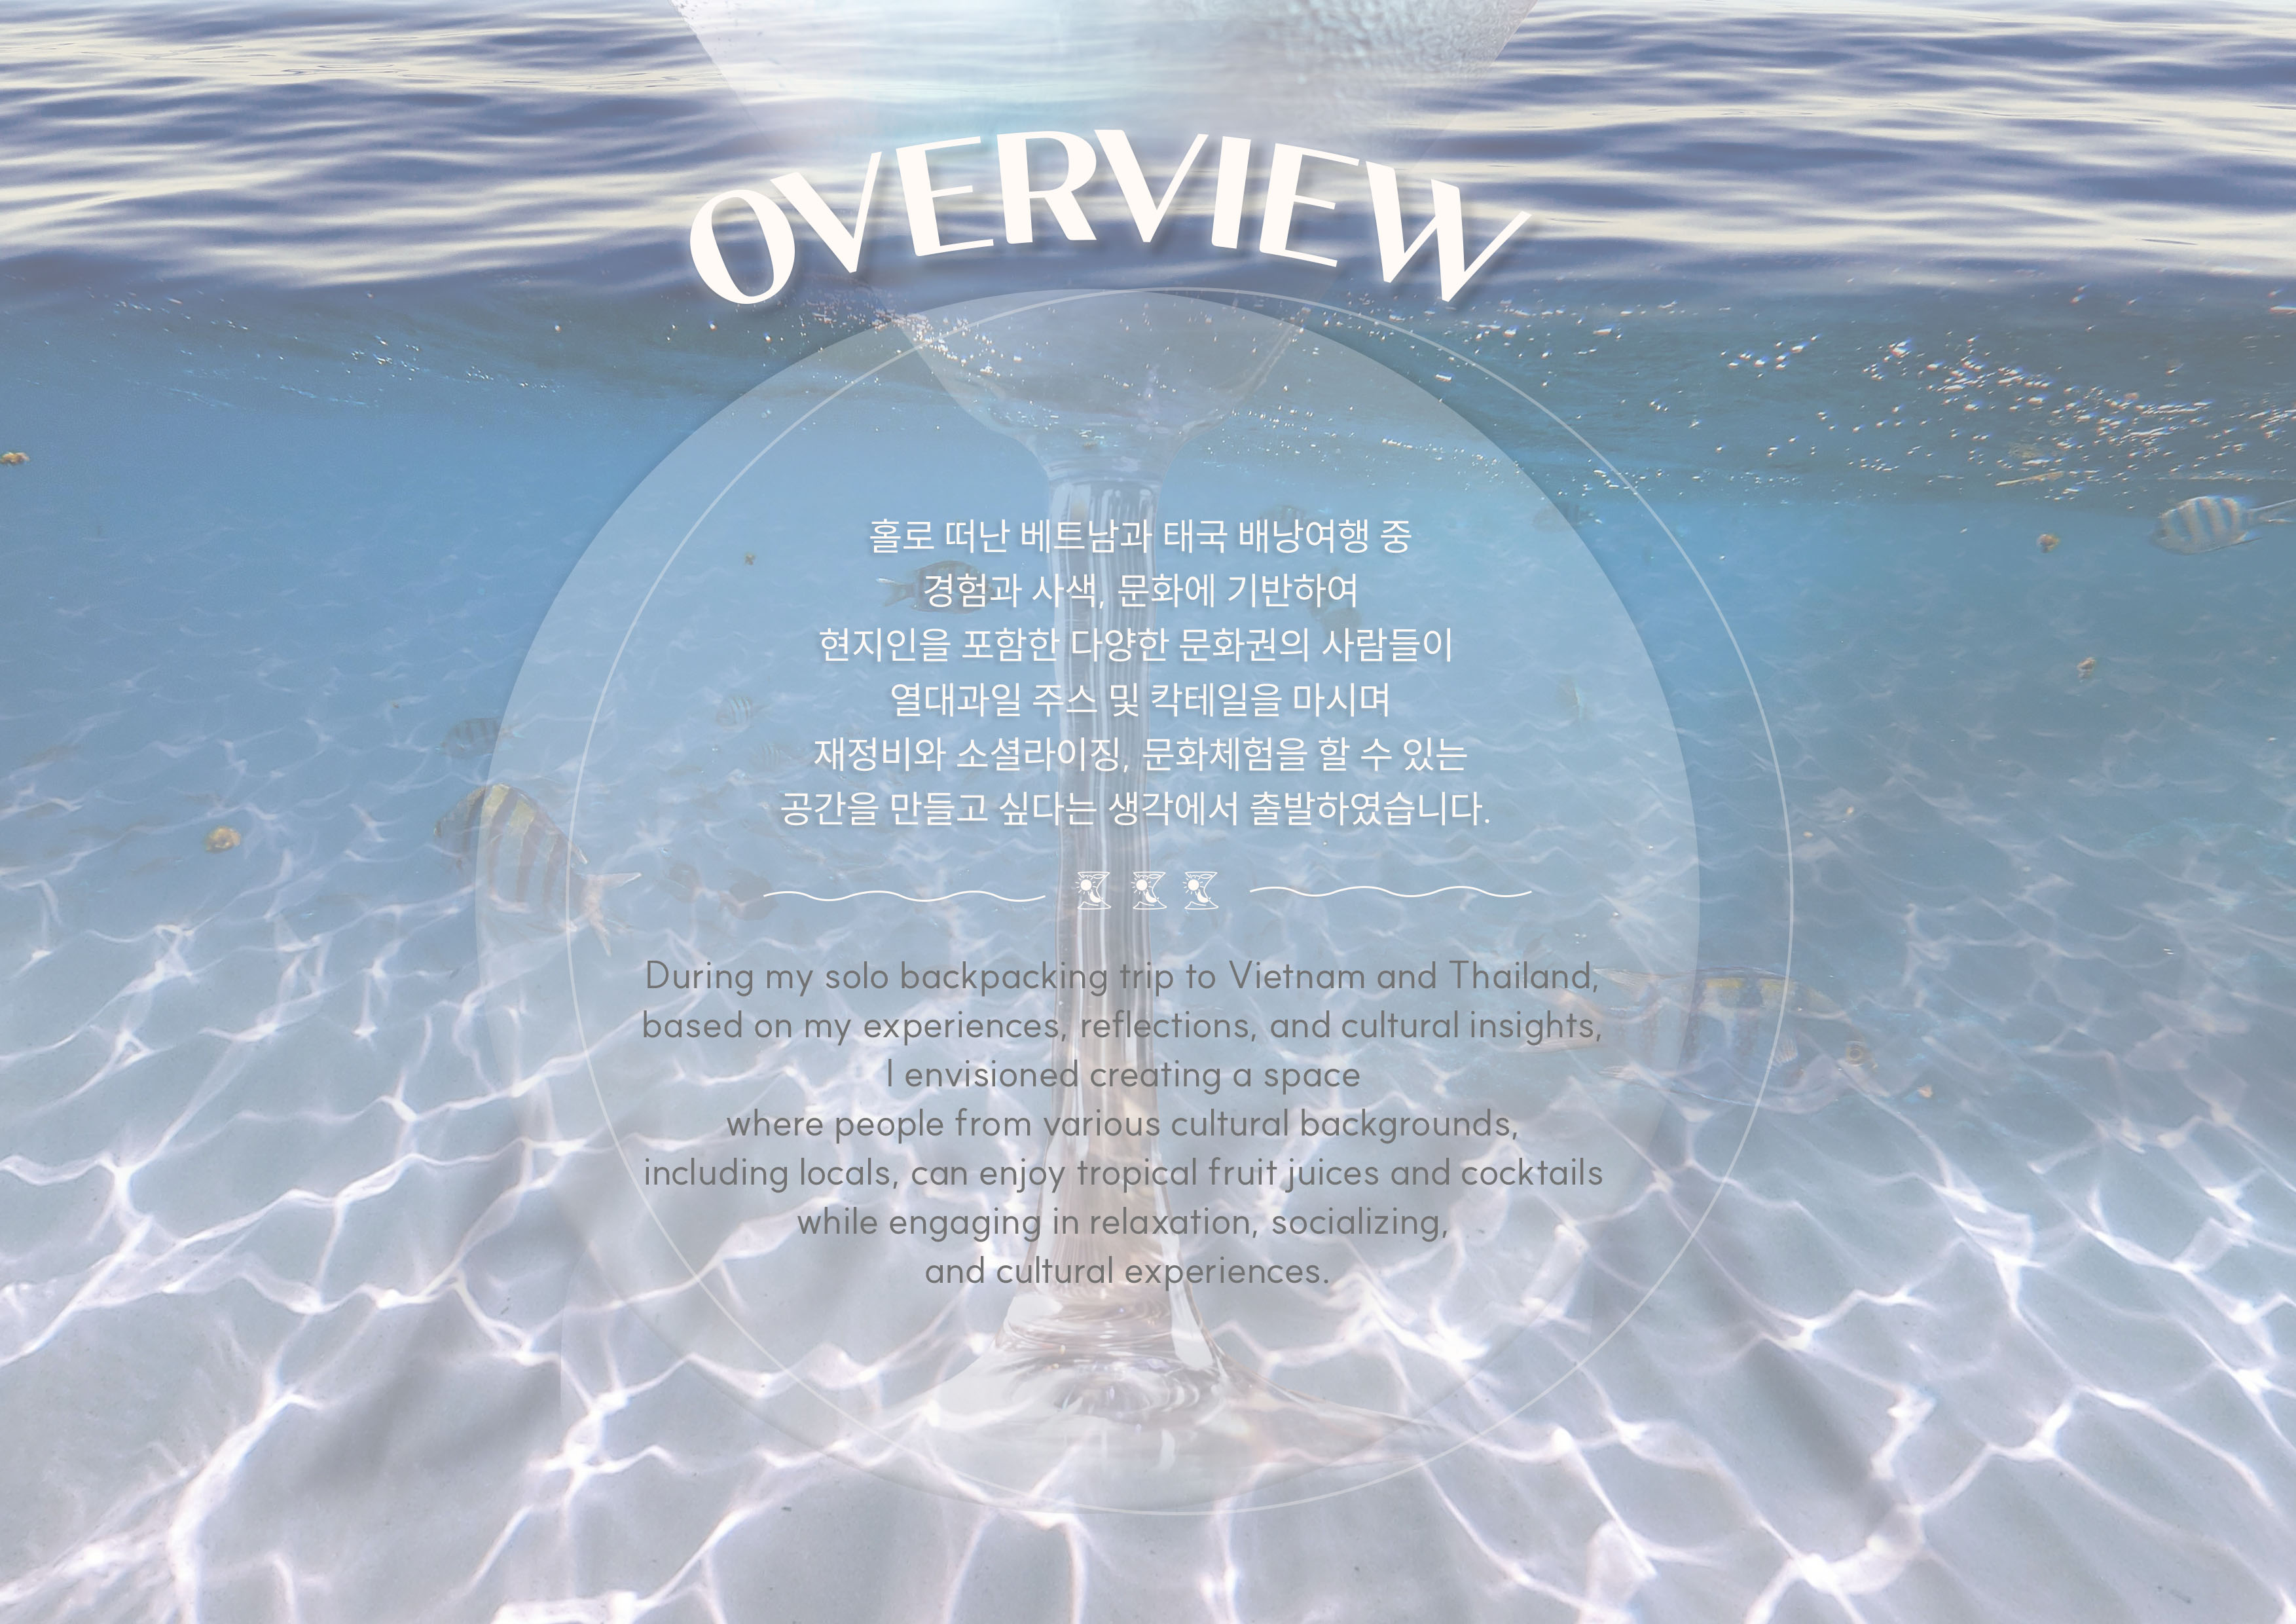 OVERVIEW
홀로 떠난 베트남과 태국 배낭여행 중
경험과 사색, 문화에 기반하여
현지인을 포함한 다양한 문화권의 사람들이
열대과일 주스 및 칵테일을 마시며
재정비와 소셜라이징, 문화체험을 할 수 있는
공간을 만들고 싶다는 생각에서 출발하였습니다.
During my solo backpacking trip to Vietnam and Thailand,
based on my experiences, reflections, and cultural insights,
I envisioned creating a space
where people from various cultural backgrounds,
including locals, can enjoy tropical fruit juices and cocktails
while engaging in relaxation, socializing,
and cultural experiences.